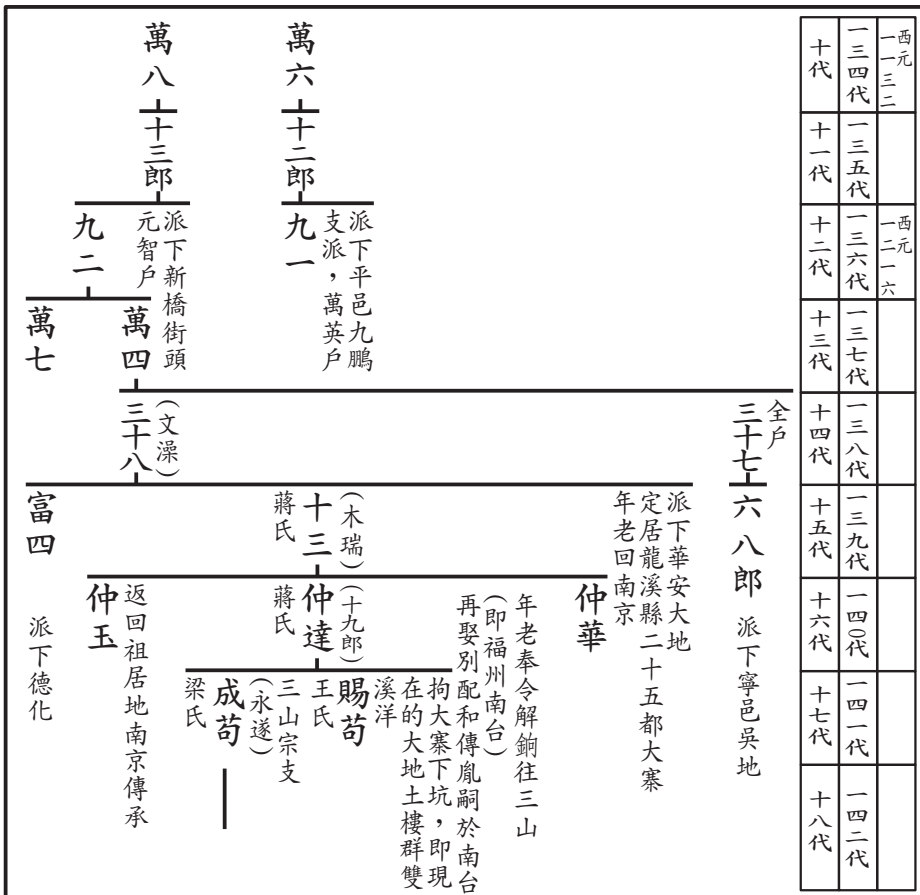 西元一一三二
一三四代
十代
一三五代
十一代
西元一二一六
一三六代
十二代
一三七代
十三代
一三八代
十四代
一三九代
十五代
一四〇代
十六代
一四一代
十七代
一四二代
十八代
萬六
十二郎
九一
派下平邑九鵬
支派，萬英戶
萬八
十三郎
派下新橋街頭
元智戶
九二
萬四
萬七
全戶
三十七
六八郎
派下寧邑吳地
(文澡)
三十八
派下華安大地
定居龍溪縣二十五都大寨
年老回南京
仲華
(木瑞)
十三
蔣氏
富四
派下德化
年老奉令解餉往三山
(即福州南台)
再娶別配和傳胤嗣於南台
(十九郎)
仲達
蔣氏
返回祖居地南京傳承
仲玉
拘大寨下坑，即現
在的大地土樓群雙
溪洋
賜苟
王氏
三山宗支
(永遂)
成苟
梁氏